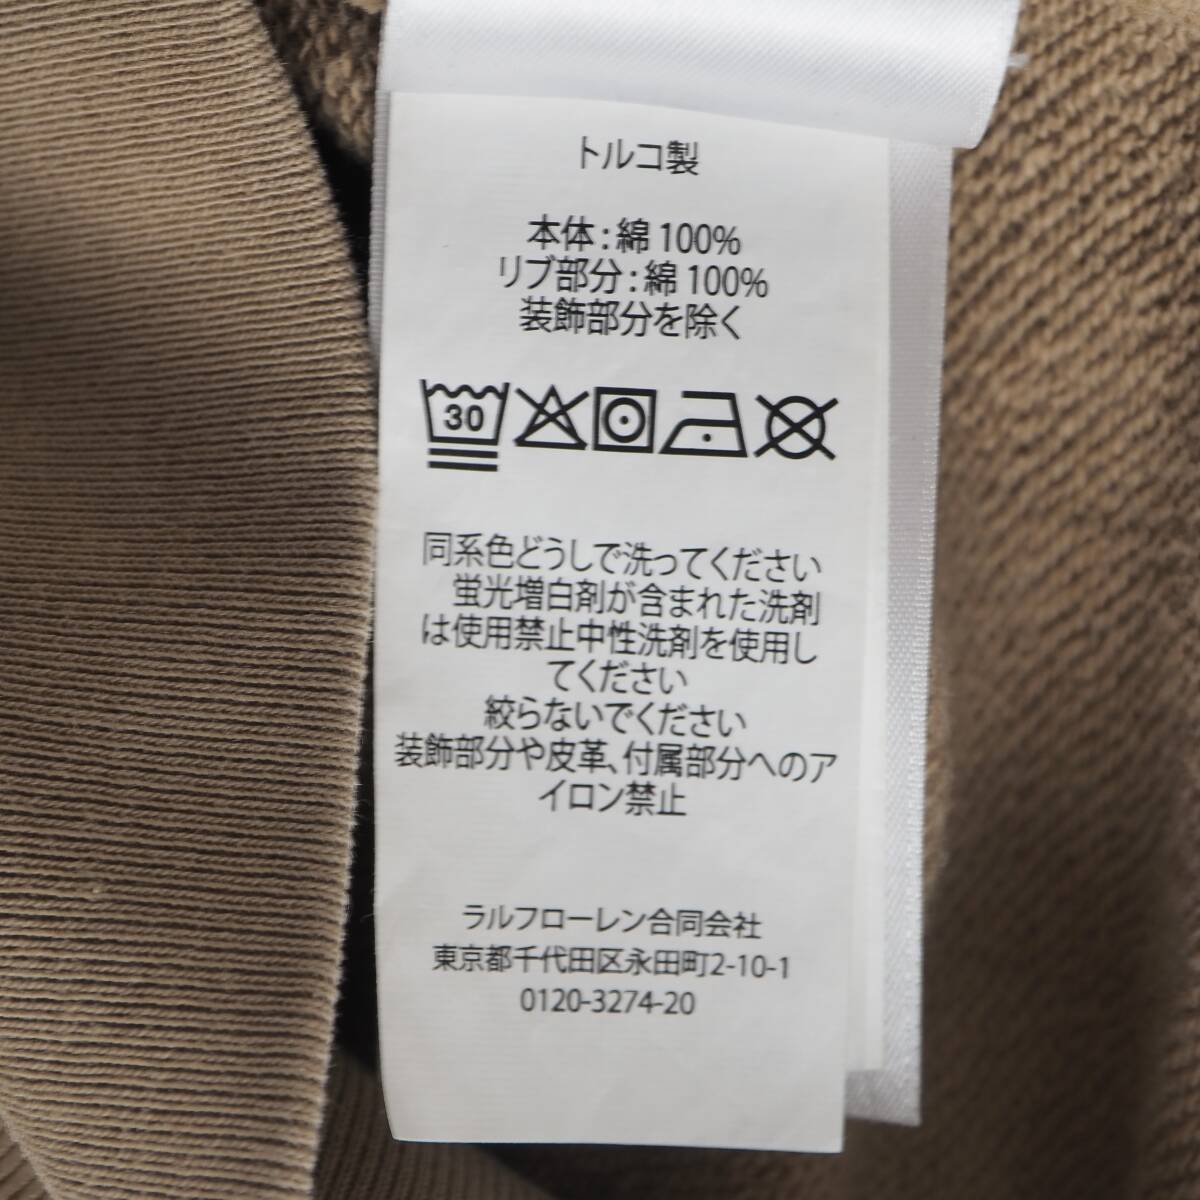 トルコ製
本体 : 綿 100%
リブ部分 : 綿 100%
装飾部分を除く
30
同系色どうしで洗ってください
蛍光増白剤が含まれた洗剤
は使用禁止中性洗剤を使用し
てください
絞らないでください
装飾部分や皮革、付属部分へのア
イロン禁止
ラルフローレン合同会社
東京都千代田区永田町2-10-1
0120-3274-20